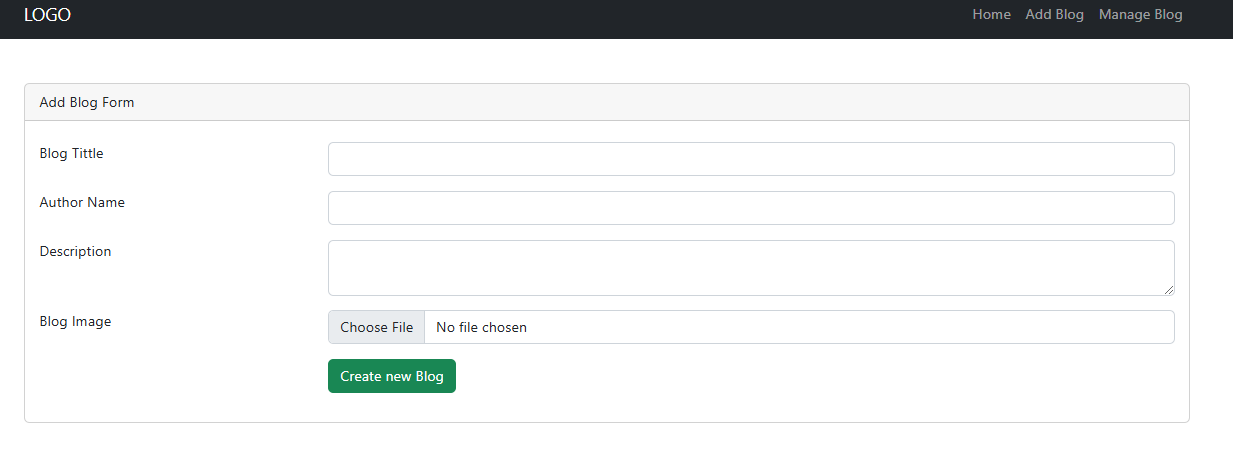 LOGO Home Add Blog Manage Blog
Add Blog Form
Blog Tittle
Author Name
Description
Blog Image Choose File No file chosen
Create new Blog